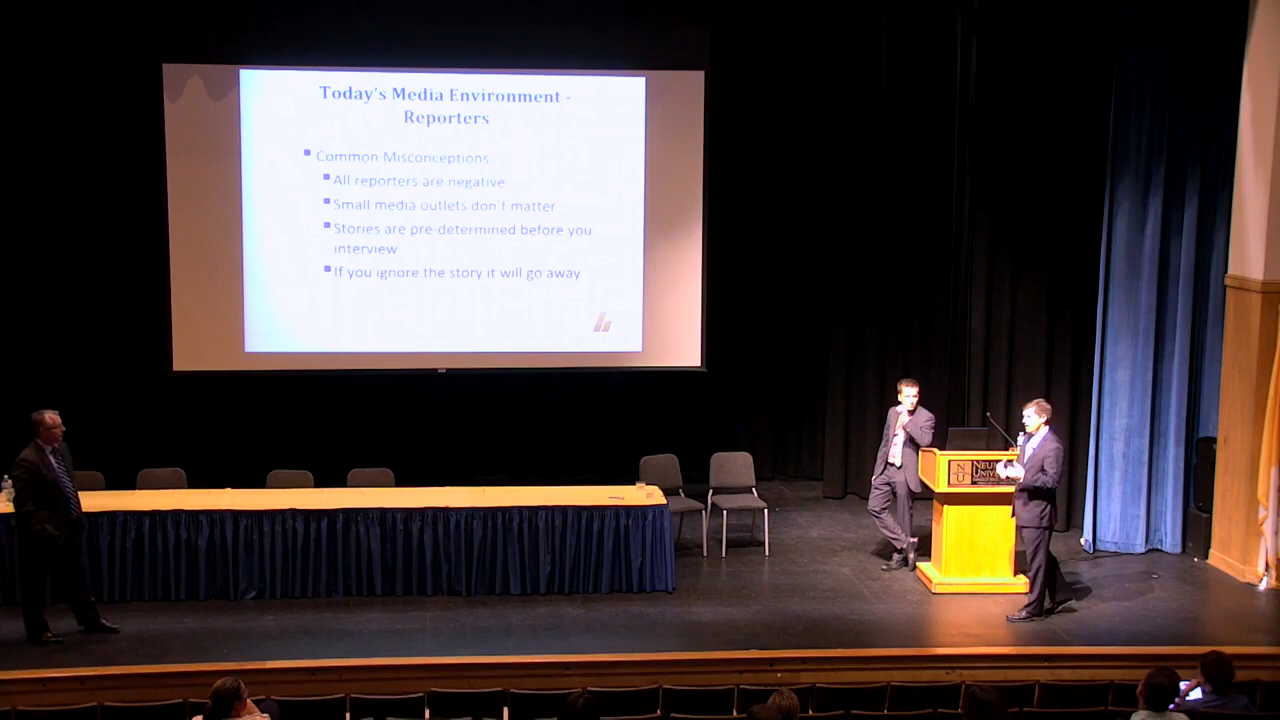 Today's Media Environment -
Reporters
Common Misconceptions
All reporters are negative
Small media outlets don't matter
Stories are pre-determined before you
interview
If you ignore the story it will go away
NU